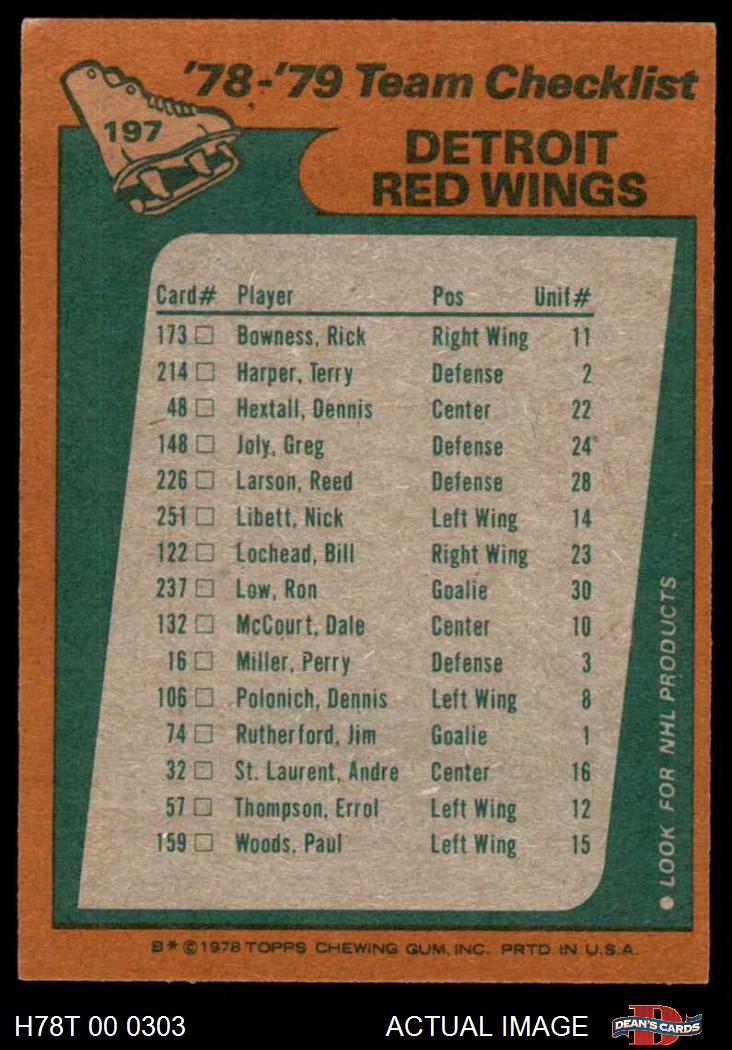 '78-'79 Team Checklist
197
DETROIT
RED WINGS
Card# Player Pos Unif#
173 Bowness, Rick Right Wing 11
214 Harper, Terry Defense 2
48 Hextall, Dennis Center 22
148 Joly, Greg Defense 24
226 Larson, Reed Defense 28
251 Libett, Nick Left Wing 14
122 Lochead, Bill Right Wing 23
237 Low, Ron Goalie 30
132 McCourt, Dale Center 10
16 Miller, Perry Defense 3
106 Polonich, Dennis Left Wing 8
74 Rutherford, Jim Goalie 1
32 St. Laurent, Andre Center 16
57 Thompson, Errol Left Wing 12
159 Woods, Paul Left Wing 15
● LOOK FOR NHL PRODUCTS
B* © 1978 TOPPS CHEWING GUM, INC. PRTD. IN U.S.A.
H78T 00 0303 ACTUAL IMAGE
D
DEAN'S CARDS